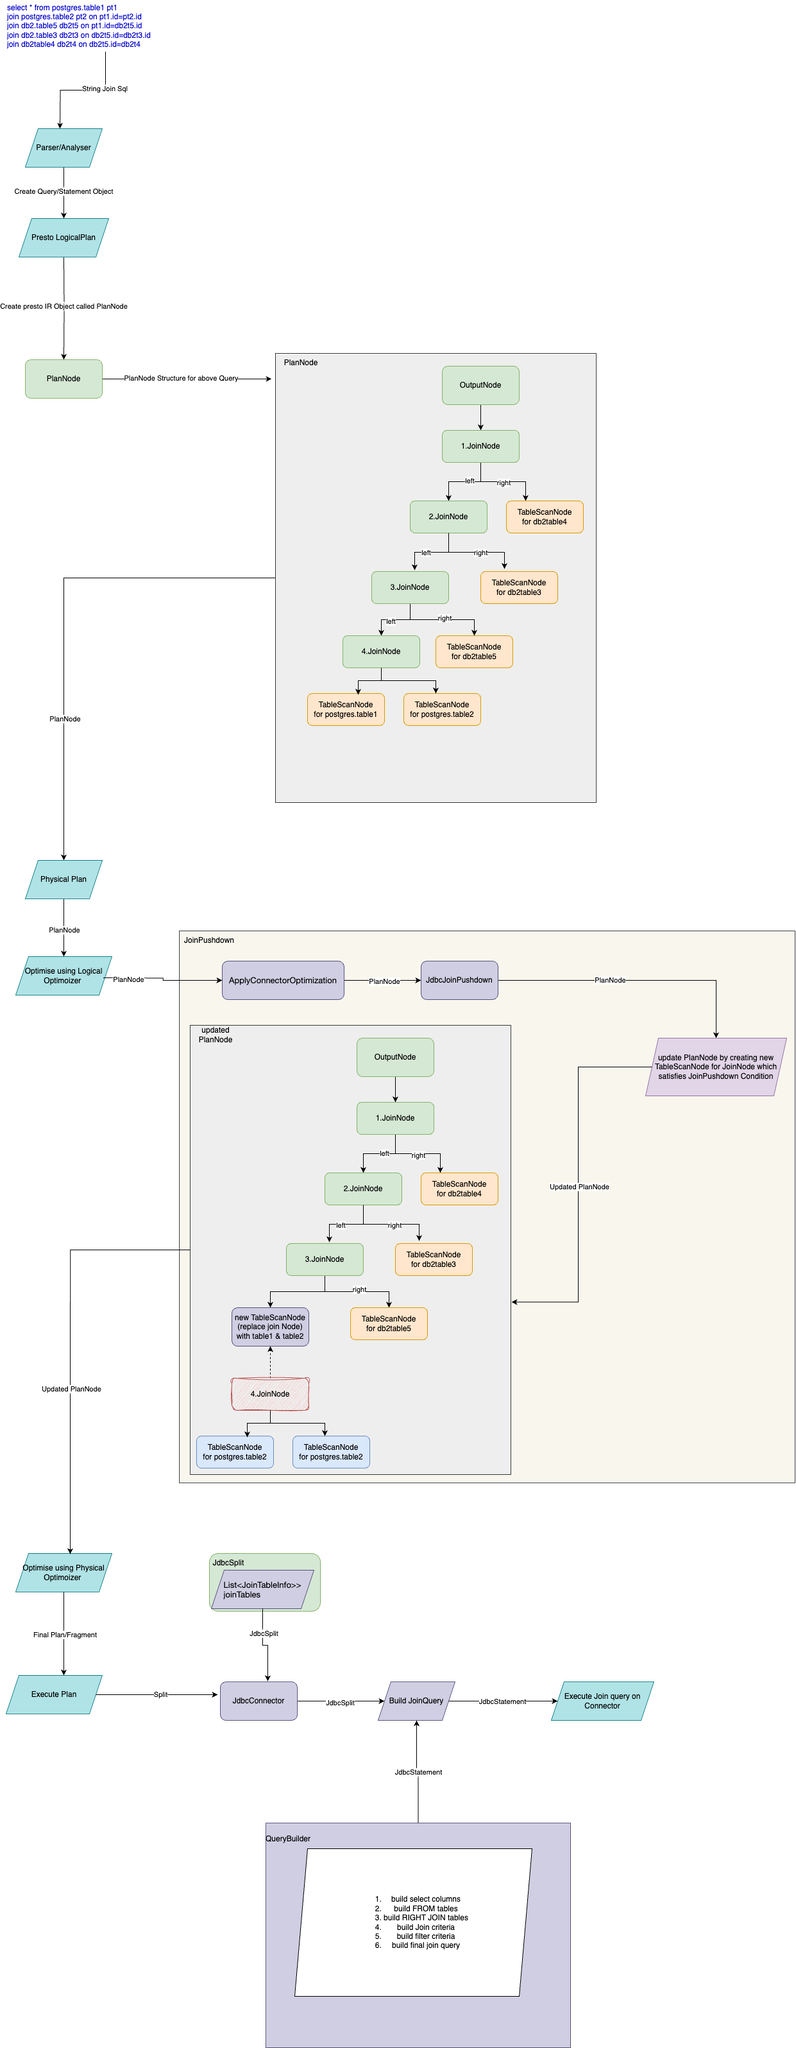 select * from postgres.table1 pt1
join postgres.table2 pt2 on pt1.id=pt2.id
join db2.table5 db2t5 on pt1.id=db2t5.id
join db2.table3 db2t3 on db2t5.id=db2t3.id
join db2table4 db2t4 on db2t5.id=db2t4
String Join Sql
Parser/Analyser
Create Query/Statement Object
Presto LogicalPlan
Create presto IR Object called PlanNode
PlanNode
PlanNode Structure for above Query
PlanNode
OutputNode
1.JoinNode
left
right
2.JoinNode
TableScanNode
for db2table4
left
right
3.JoinNode
TableScanNode
for db2table3
left
right
4.JoinNode
TableScanNode
for db2table5
TableScanNode
for postgres.table1
TableScanNode
for postgres.table2
PlanNode
Physical Plan
PlanNode
Optimise using Logical
Optimoizer
PlanNode
JoinPushdown
ApplyConnectorOptimization
PlanNode
JdbcJoinPushdown
PlanNode
update PlanNode by creating new
TableScanNode for JoinNode which
satisfies JoinPushdown Condition
Updated PlanNode
updated
PlanNode
OutputNode
1.JoinNode
left
right
2.JoinNode
TableScanNode
for db2table4
left
right
3.JoinNode
TableScanNode
for db2table3
right
new TableScanNode
(replace join Node)
with table1 & table2
TableScanNode
for db2table5
4.JoinNode
TableScanNode
for postgres.table2
TableScanNode
for postgres.table2
Updated PlanNode
Optimise using Physical
Optimoizer
Final Plan/Fragment
Execute Plan
Split
JdbcSplit
List<JoinTableInfo>>
joinTables
JdbcSplit
JdbcConnector
JdbcSplit
Build JoinQuery
JdbcStatement
Execute Join query on
Connector
JdbcStatement
QueryBuilder
1. build select columns
2. build FROM tables
3. build RIGHT JOIN tables
4. build Join criteria
5. build filter criteria
6. build final join query